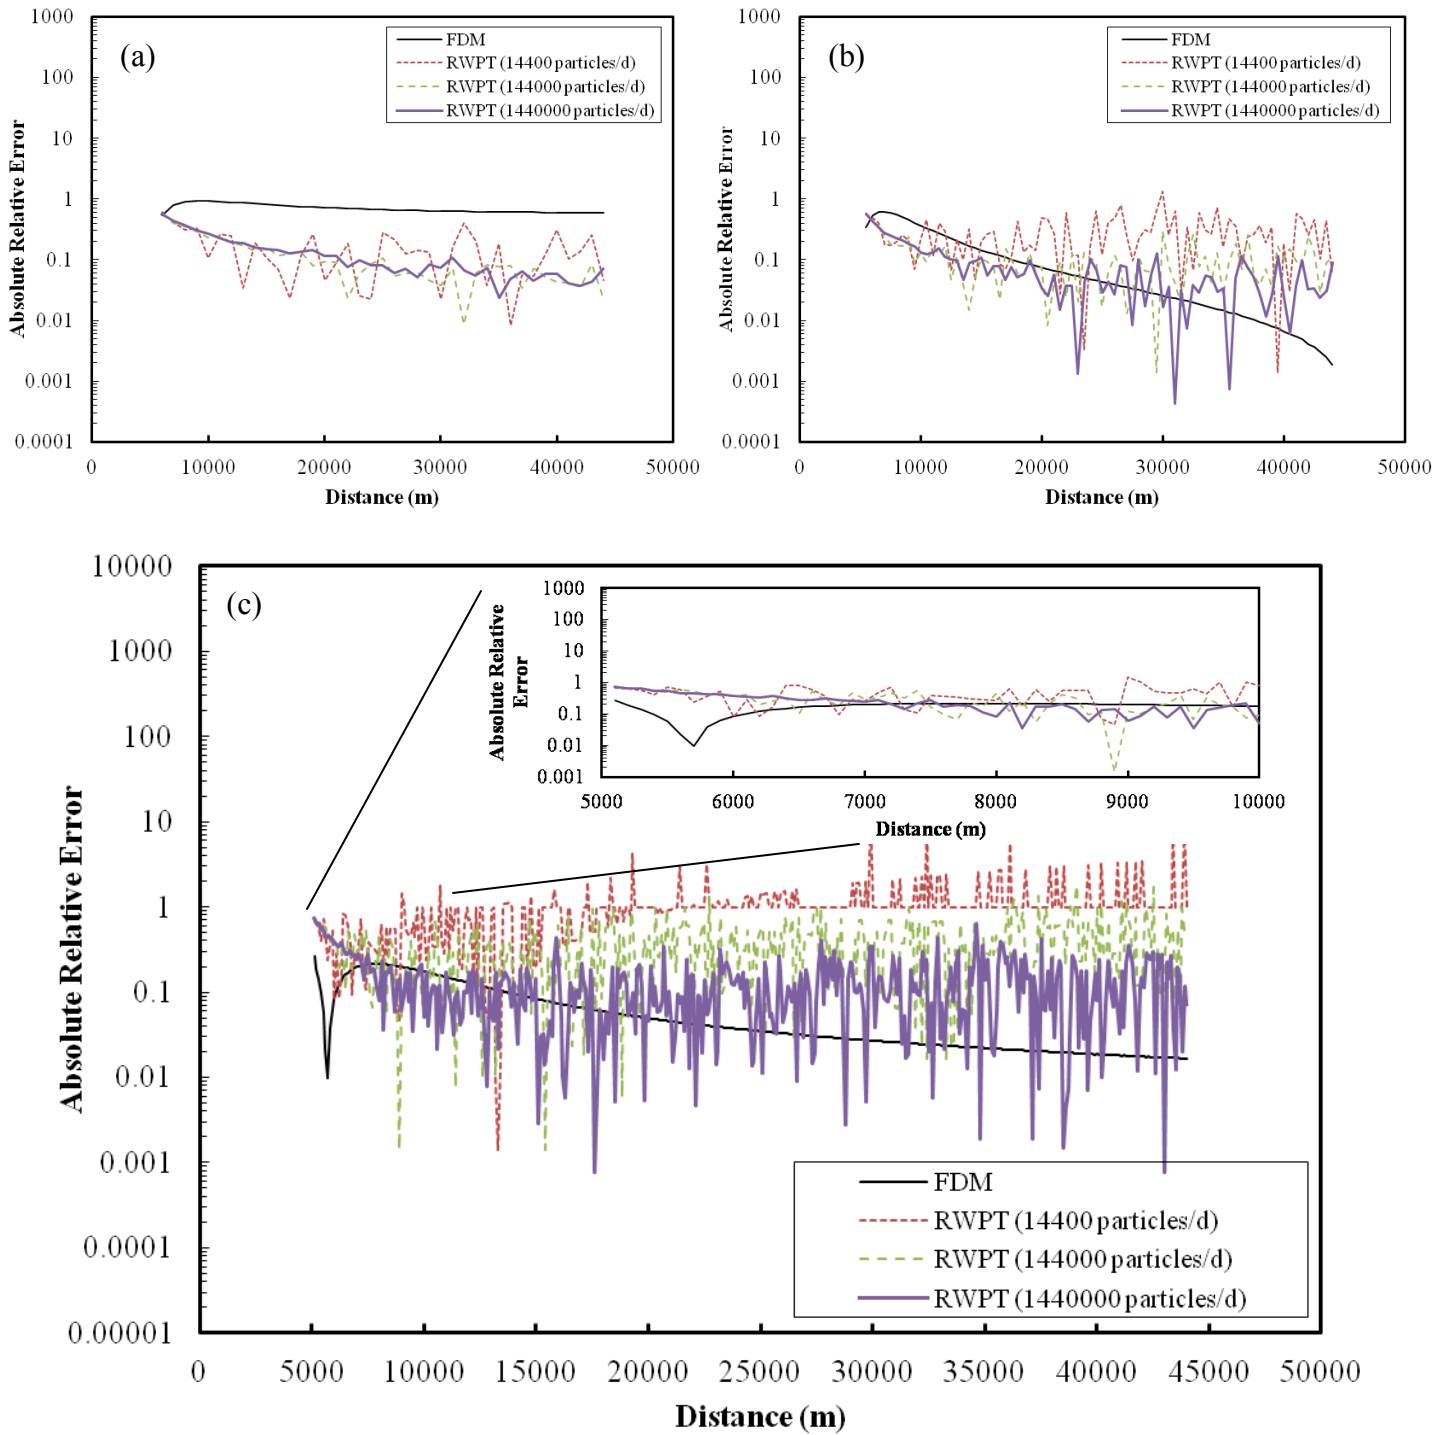 (a)
Absolute Relative Error
1000
100
10
1
0.1
0.01
0.001
0.0001
FDM
RWPT (14400 particles/d)
RWPT (144000 particles/d)
RWPT (1440000 particles/d)
0 10000 20000 30000 40000 50000
Distance (m)
(b)
Absolute Relative Error
1000
100
10
1
0.1
0.01
0.001
0.0001
FDM
RWPT (14400 particles/d)
RWPT (144000 particles/d)
RWPT (1440000 particles/d)
0 10000 20000 30000 40000 50000
Distance (m)
(c)
Absolute Relative Error
10000
1000
100
10
1
0.1
0.01
0.001
0.0001
0.00001
Absolute Relative
Error
1000
100
10
1
0.1
0.01
0.001
5000 6000 7000 8000 9000 10000
Distance (m)
FDM
RWPT (14400 particles/d)
RWPT (144000 particles/d)
RWPT (1440000 particles/d)
0 5000 10000 15000 20000 25000 30000 35000 40000 45000 50000
Distance (m)